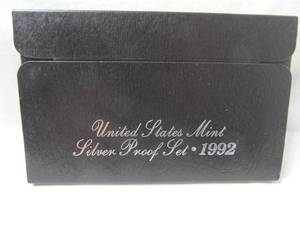 United States Mint
Silver Proof Set • 1992